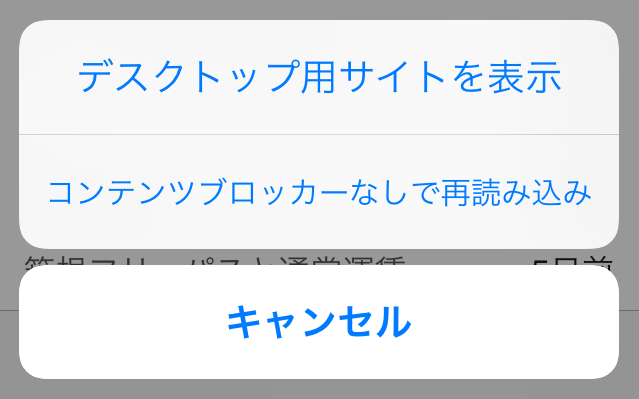 デスクトップ用サイトを表示
コンテンツブロッカーなしで再読み込み
キャンセル